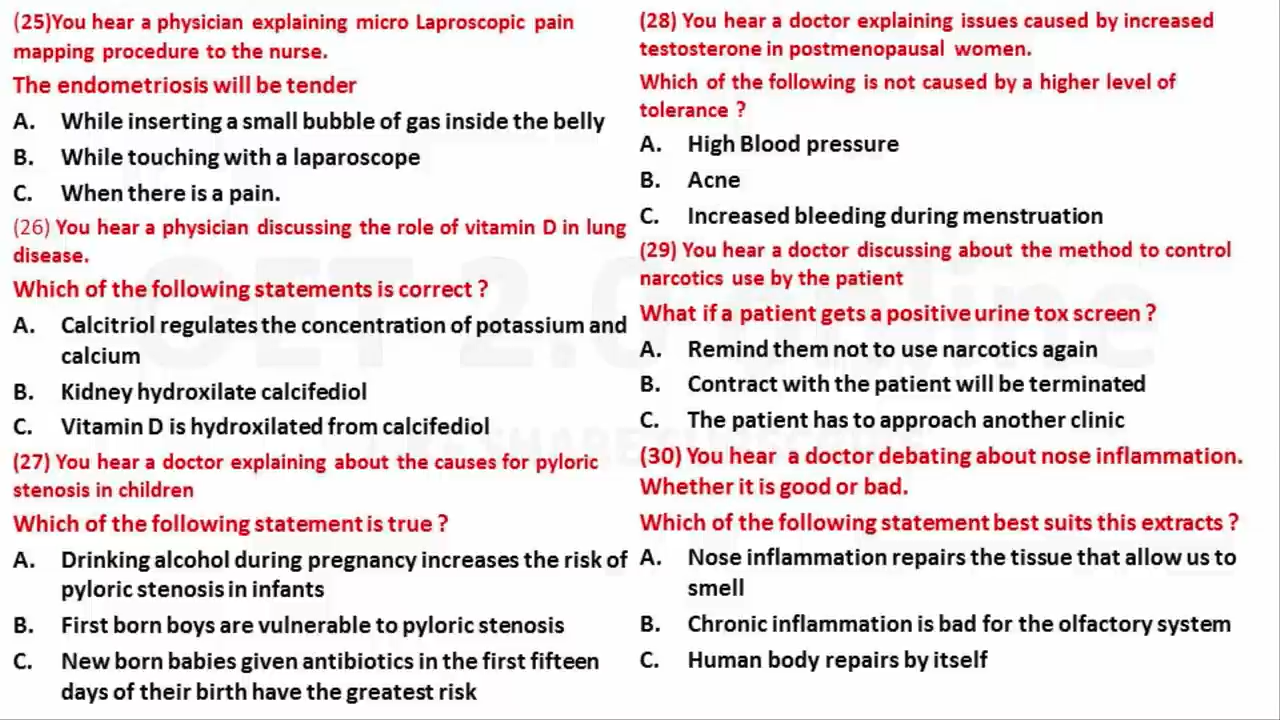 (25)You hear a physician explaining micro Laproscopic pain
mapping procedure to the nurse.
The endometriosis will be tender
A. While inserting a small bubble of gas inside the belly
B. While touching with a laparoscope
C. When there is a pain.
(26) You hear a physician discussing the role of vitamin D in lung
disease.
Which of the following statements is correct ?
A. Calcitriol regulates the concentration of potassium and
calcium
B. Kidney hydroxilate calcifediol
C. Vitamin D is hydroxilated from calcifediol
(27) You hear a doctor explaining about the causes for pyloric
stenosis in children
Which of the following statement is true ?
A. Drinking alcohol during pregnancy increases the risk of
pyloric stenosis in infants
B. First born boys are vulnerable to pyloric stenosis
C. New born babies given antibiotics in the first fifteen
days of their birth have the greatest risk
(28) You hear a doctor explaining issues caused by increased
testosterone in postmenopausal women.
Which of the following is not caused by a higher level of
tolerance ?
A. High Blood pressure
B. Acne
C. Increased bleeding during menstruation
(29) You hear a doctor discussing about the method to control
narcotics use by the patient
What if a patient gets a positive urine tox screen ?
A. Remind them not to use narcotics again
B. Contract with the patient will be terminated
C. The patient has to approach another clinic
(30) You hear a doctor debating about nose inflammation.
Whether it is good or bad.
Which of the following statement best suits this extracts ?
A. Nose inflammation repairs the tissue that allow us to
smell
B. Chronic inflammation is bad for the olfactory system
C. Human body repairs by itself